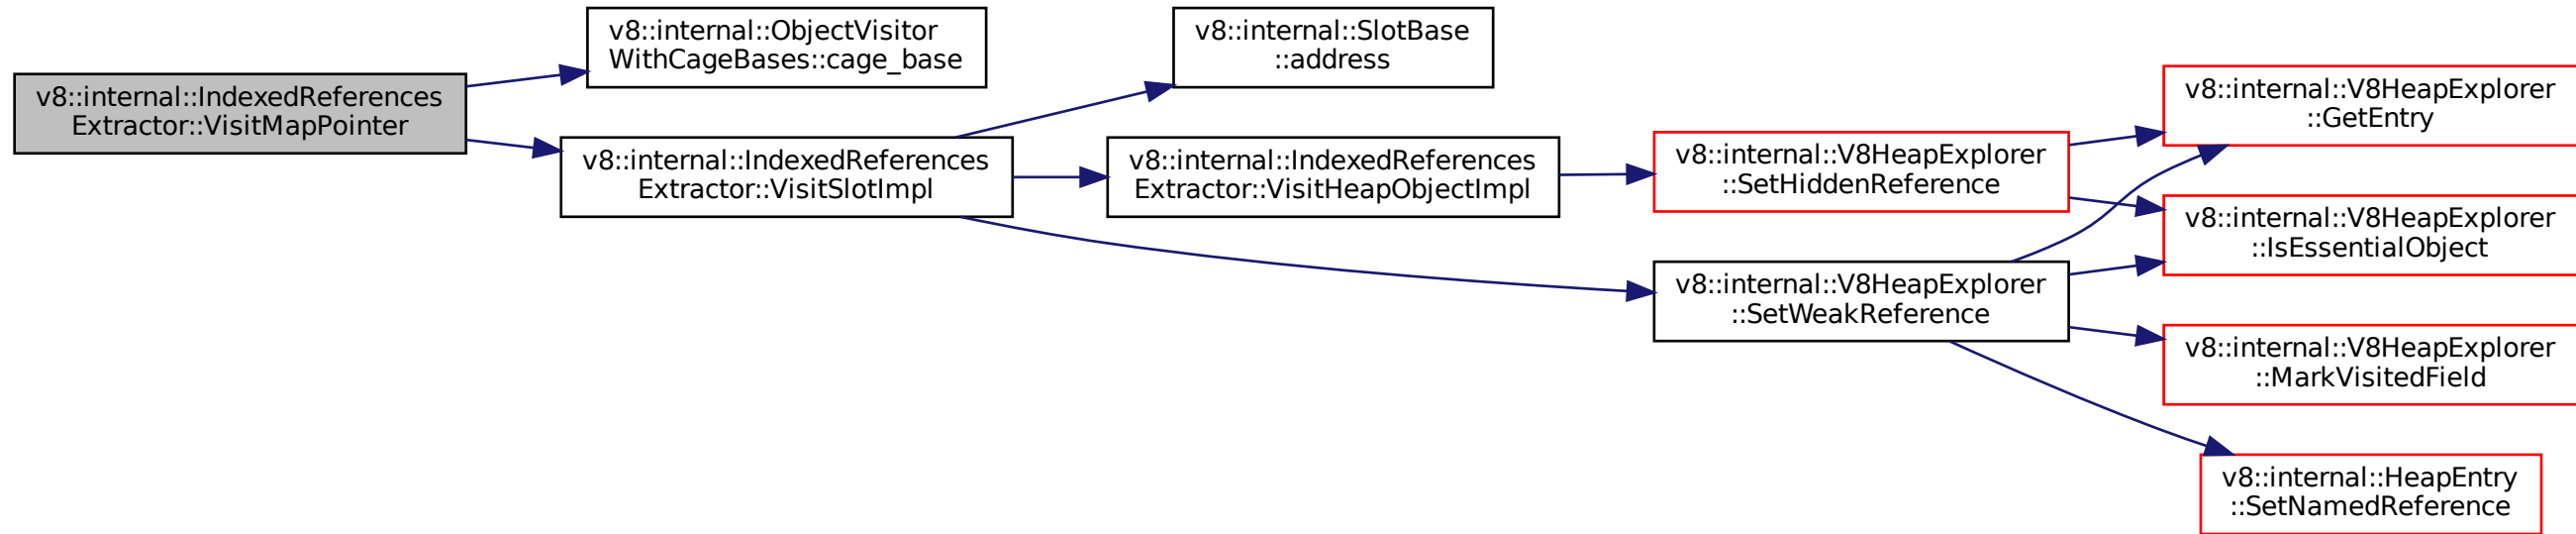 v8::internal::IndexedReferences
Extractor::VisitMapPointer
v8::internal::ObjectVisitor
WithCageBases::cage_base
v8::internal::IndexedReferences
Extractor::VisitSlotImpl
v8::internal::SlotBase
::address
v8::internal::IndexedReferences
Extractor::VisitHeapObjectImpl
v8::internal::V8HeapExplorer
::SetHiddenReference
v8::internal::V8HeapExplorer
::SetWeakReference
v8::internal::V8HeapExplorer
::GetEntry
v8::internal::V8HeapExplorer
::IsEssentialObject
v8::internal::V8HeapExplorer
::MarkVisitedField
v8::internal::HeapEntry
::SetNamedReference